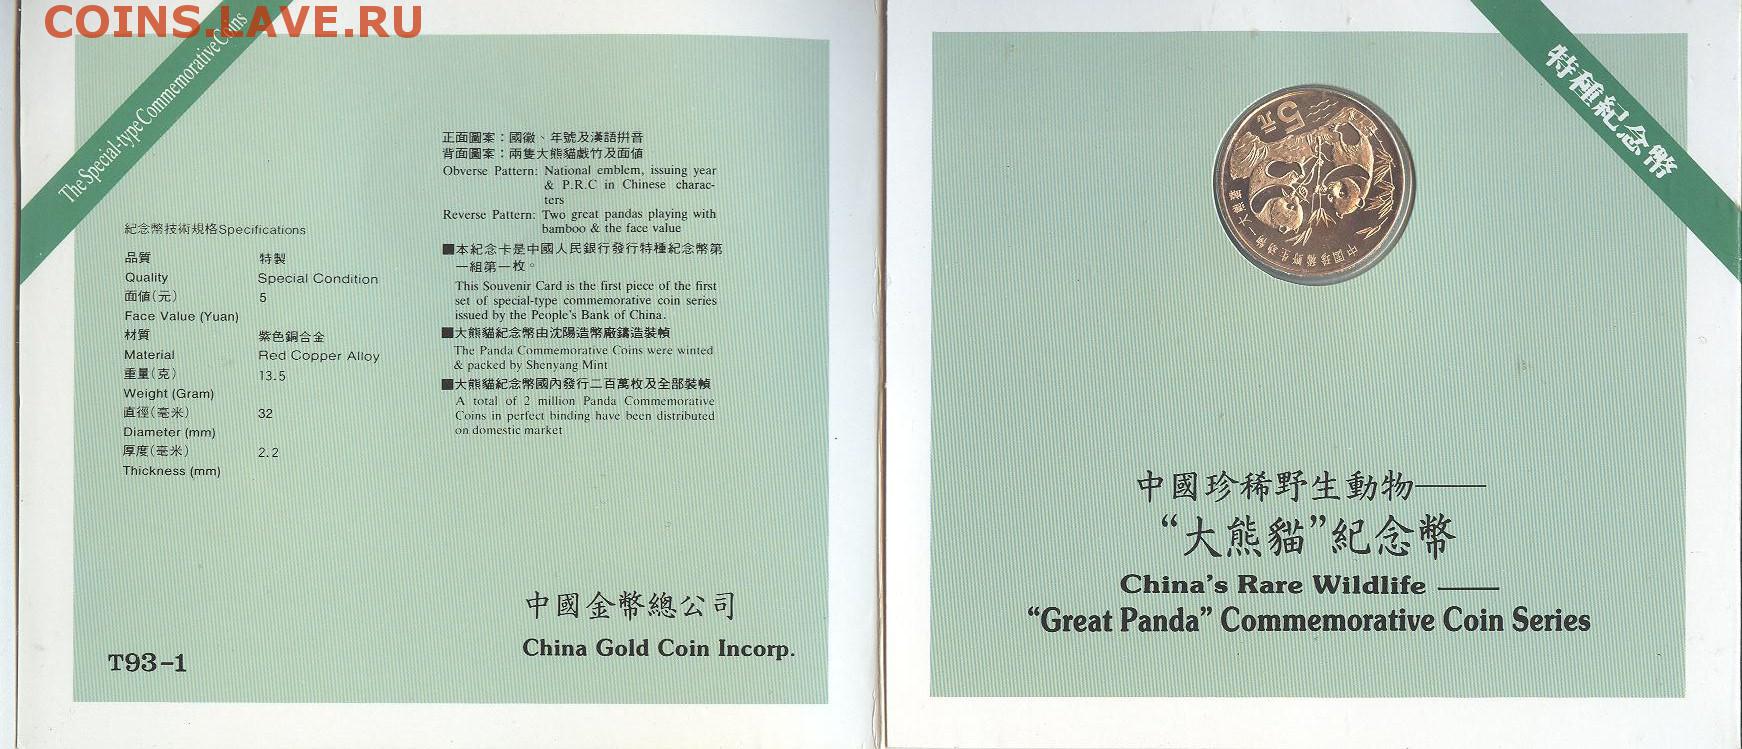 COINS.LAVE.RU
The Special-type Commemorative Coins
正面圖案：國徽、年號及漢語拼音
背面圖案：兩隻大熊貓戲竹及面値
Obverse Pattern: National emblem, issuing year
& P.R.C in Chinese charac-
ters
Reverse Pattern: Two great pandas playing with
bamboo & the face value
■本紀念卡是中國人民銀行發行特種紀念幣第
一組第一枚。
This Souvenir Card is the first piece of the first
set of special-type commemorative coin series
issued by the People's Bank of China.
■大熊貓紀念幣由沈陽造幣廠鑄造裝幀
The Panda Commemorative Coins were winted
& packed by Shenyang Mint
■大熊貓紀念幣國內發行二百萬枚及全部裝幀
A total of 2 million Panda Commemorative
Coins in perfect binding have been distributed
on domestic market
紀念幣技術規格Specifications
品質 特製
Quality Special Condition
面値(元) 5
Face Value (Yuan)
材質 紫色銅合金
Material Red Copper Alloy
重量(克) 13.5
Weight (Gram)
直徑(毫米) 32
Diameter (mm)
厚度(毫米) 2.2
Thickness (mm)
中國金幣總公司
China Gold Coin Incorp.
T93-1
特種紀念幣
5元
中国珍稀野生动物—大熊猫
中國珍稀野生動物——
“大熊貓”紀念幣
China's Rare Wildlife ——
“Great Panda” Commemorative Coin Series